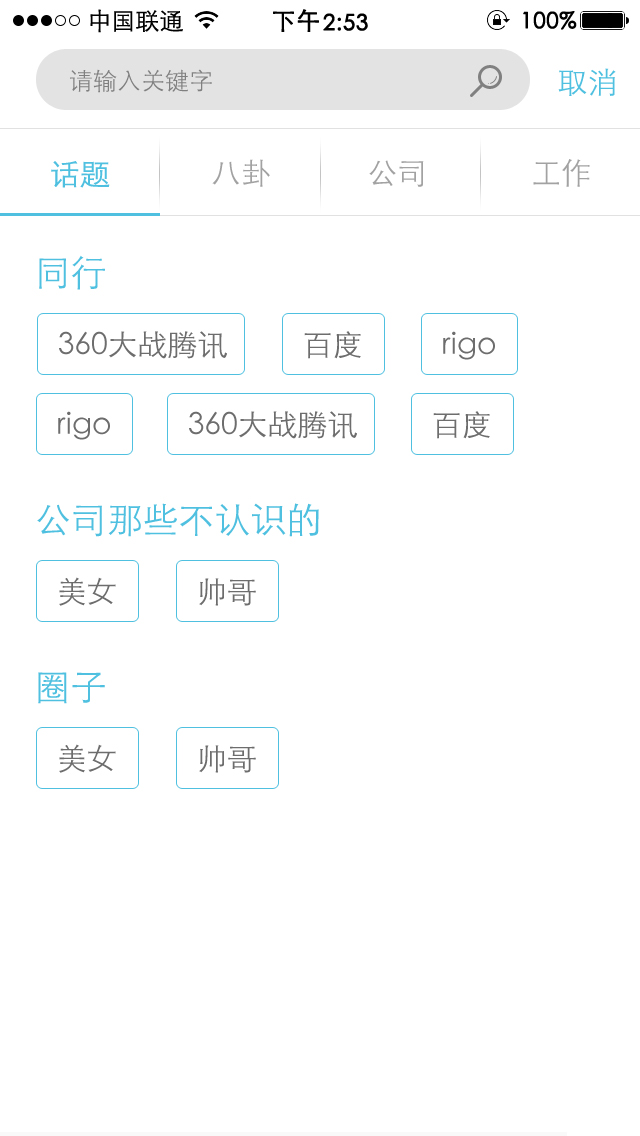 中国联通 下午2:53 100%
请输入关键字 取消
话题 八卦 公司 工作
同行
360大战腾讯 百度 rigo
rigo 360大战腾讯 百度
公司那些不认识的
美女 帅哥
圈子
美女 帅哥